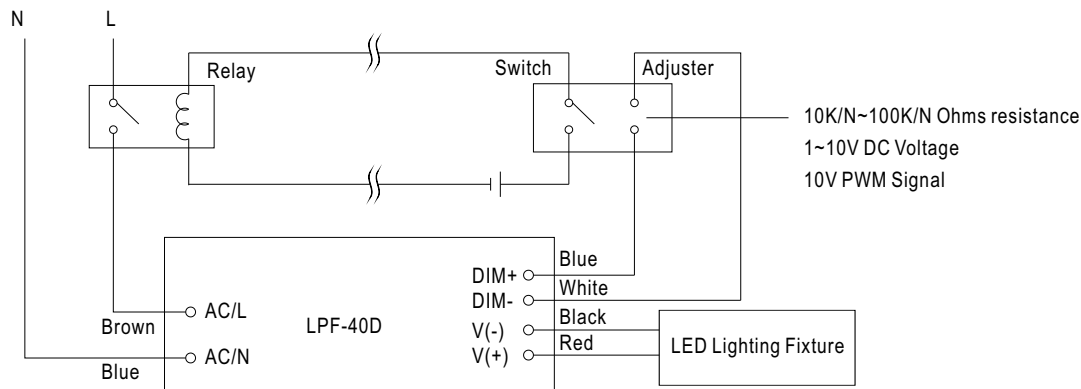 N
L
Relay
Switch
Adjuster
10K/N~100K/N Ohms resistance
1~10V DC Voltage
10V PWM Signal
Blue
DIM+
White
DIM-
Black
V(-)
Red
V(+)
AC/L
Brown
LPF-40D
LED Lighting Fixture
AC/N
Blue